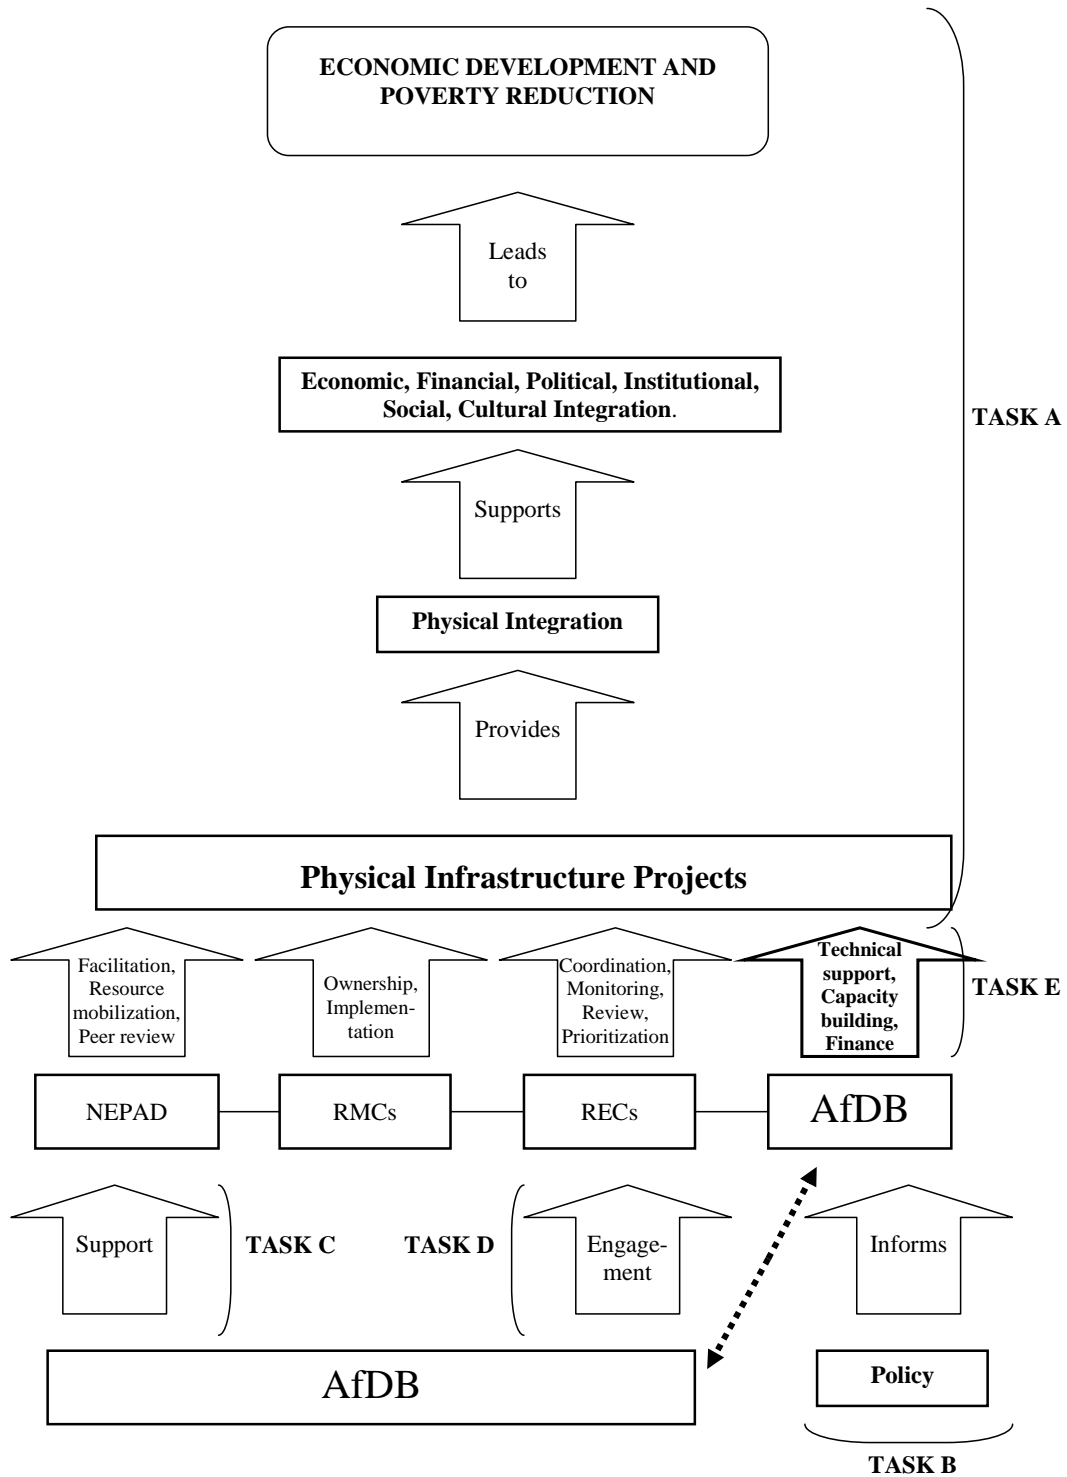 ECONOMIC DEVELOPMENT AND
POVERTY REDUCTION
Leads
to
Economic, Financial, Political, Institutional,
Social, Cultural Integration.
TASK A
Supports
Physical Integration
Provides
Physical Infrastructure Projects
Facilitation,
Resource
mobilization,
Peer review
Ownership,
Implemen-
tation
Coordination,
Monitoring,
Review,
Prioritization
Technical
support,
Capacity
building,
Finance
TASK E
NEPAD
RMCs
RECs
AfDB
Support
TASK C
TASK D
Engage-
ment
Informs
AfDB
Policy
TASK B